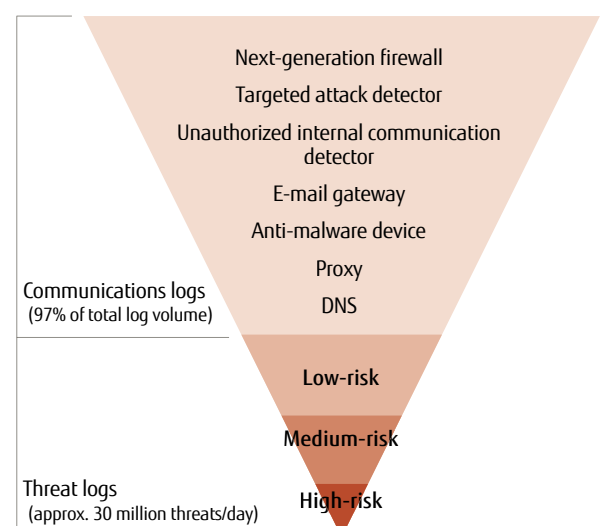 Next-generation firewall
Targeted attack detector
Unauthorized internal communication
detector
E-mail gateway
Anti-malware device
Proxy
DNS
Communications logs
(97% of total log volume)
Low-risk
Medium-risk
High-risk
Threat logs
(approx. 30 million threats/day)